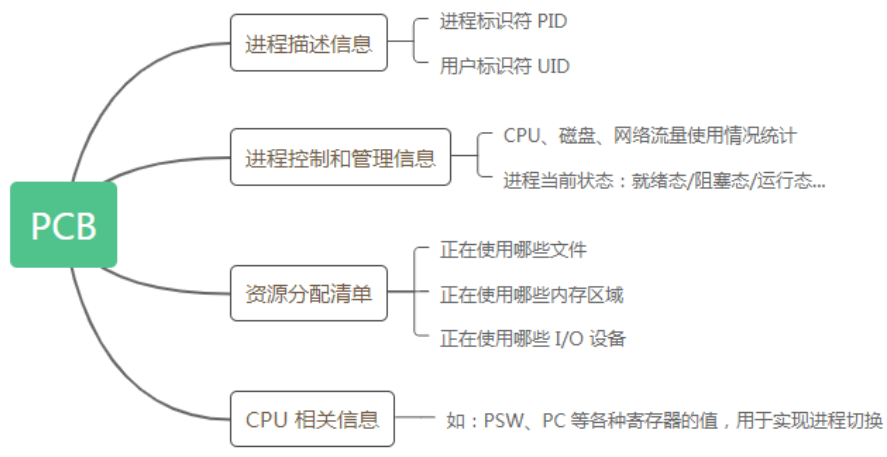 PCB
进程描述信息
进程标识符 PID
用户标识符 UID
进程控制和管理信息
CPU、磁盘、网络流量使用情况统计
进程当前状态：就绪态/阻塞态/运行态...
资源分配清单
正在使用哪些文件
正在使用哪些内存区域
正在使用哪些 I/O 设备
CPU 相关信息
如：PSW、PC 等各种寄存器的值，用于实现进程切换